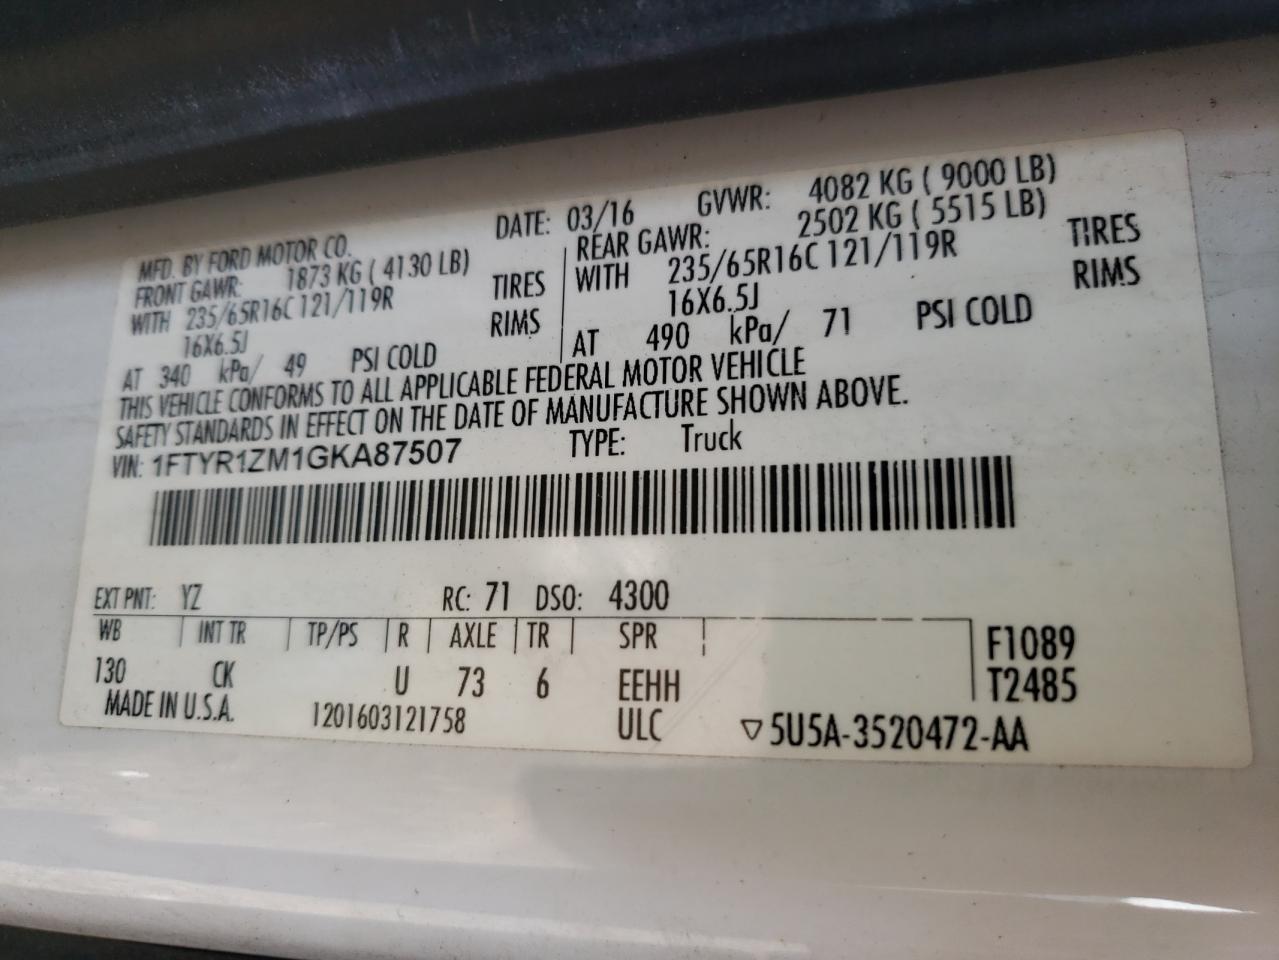 MFD. BY FORD MOTOR CO. DATE: 03/16 GVWR: 4082 KG ( 9000 LB)
FRONT GAWR: 1873 KG ( 4130 LB) REAR GAWR: 2502 KG ( 5515 LB)
WITH 235/65R16C 121/119R TIRES WITH 235/65R16C 121/119R TIRES
16X6.5J RIMS 16X6.5J RIMS
AT 340 kPa/ 49 PSI COLD AT 490 kPa/ 71 PSI COLD
THIS VEHICLE CONFORMS TO ALL APPLICABLE FEDERAL MOTOR VEHICLE
SAFETY STANDARDS IN EFFECT ON THE DATE OF MANUFACTURE SHOWN ABOVE.
VIN: 1FTYR1ZM1GKA87507 TYPE: Truck
EXT PNT: YZ RC: 71 DSO: 4300
WB INT TR TP/PS R AXLE TR SPR F1089
130 CK U 73 6 EEHH T2485
MADE IN U.S.A. 1201603121758 ULC ▽5U5A-3520472-AA